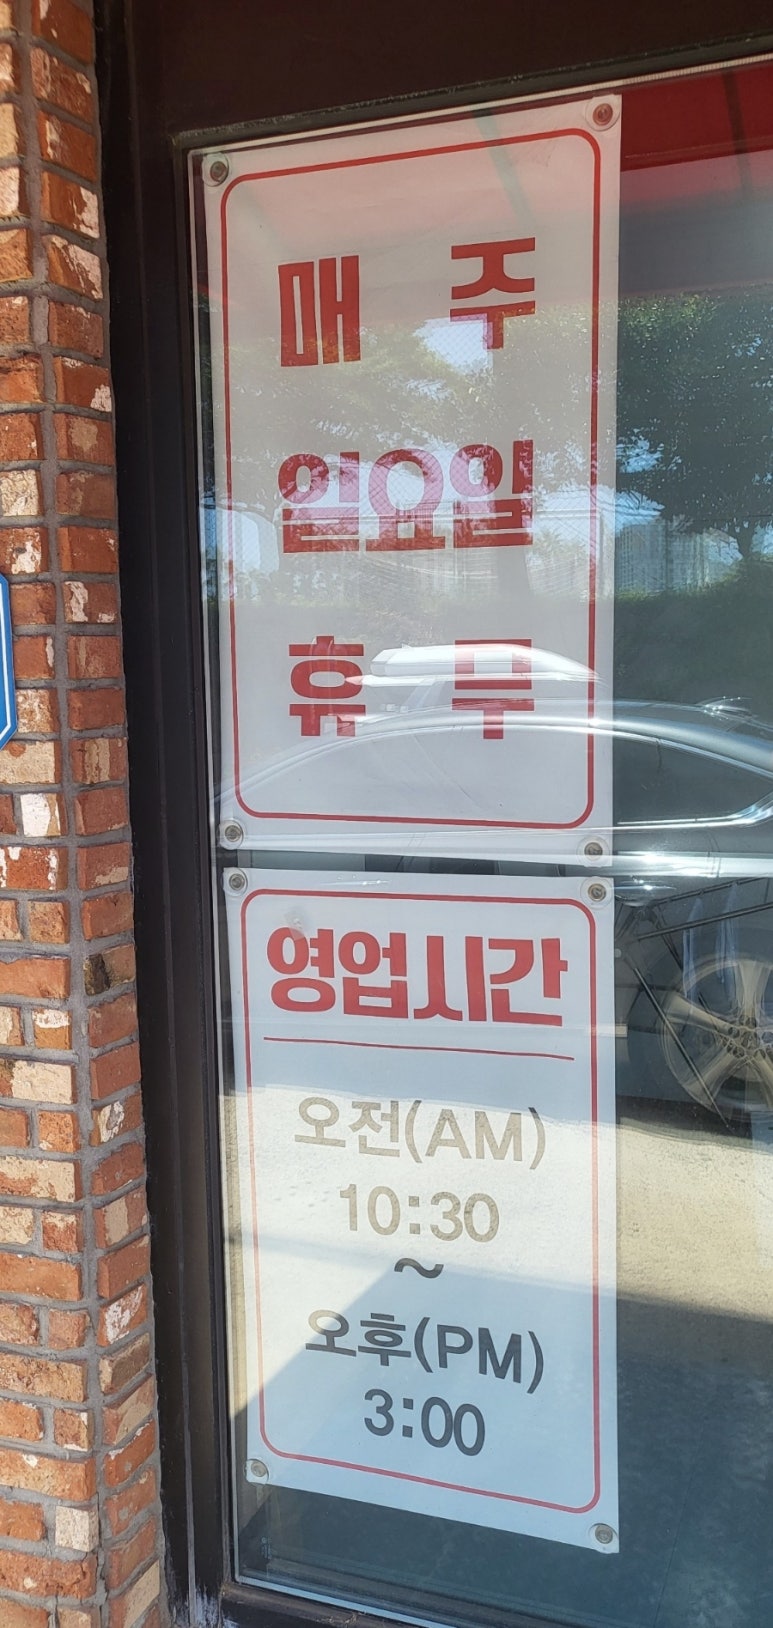 매 주
일요일
휴 무
영업시간
오전(AM)
10:30
~
오후(PM)
3:00